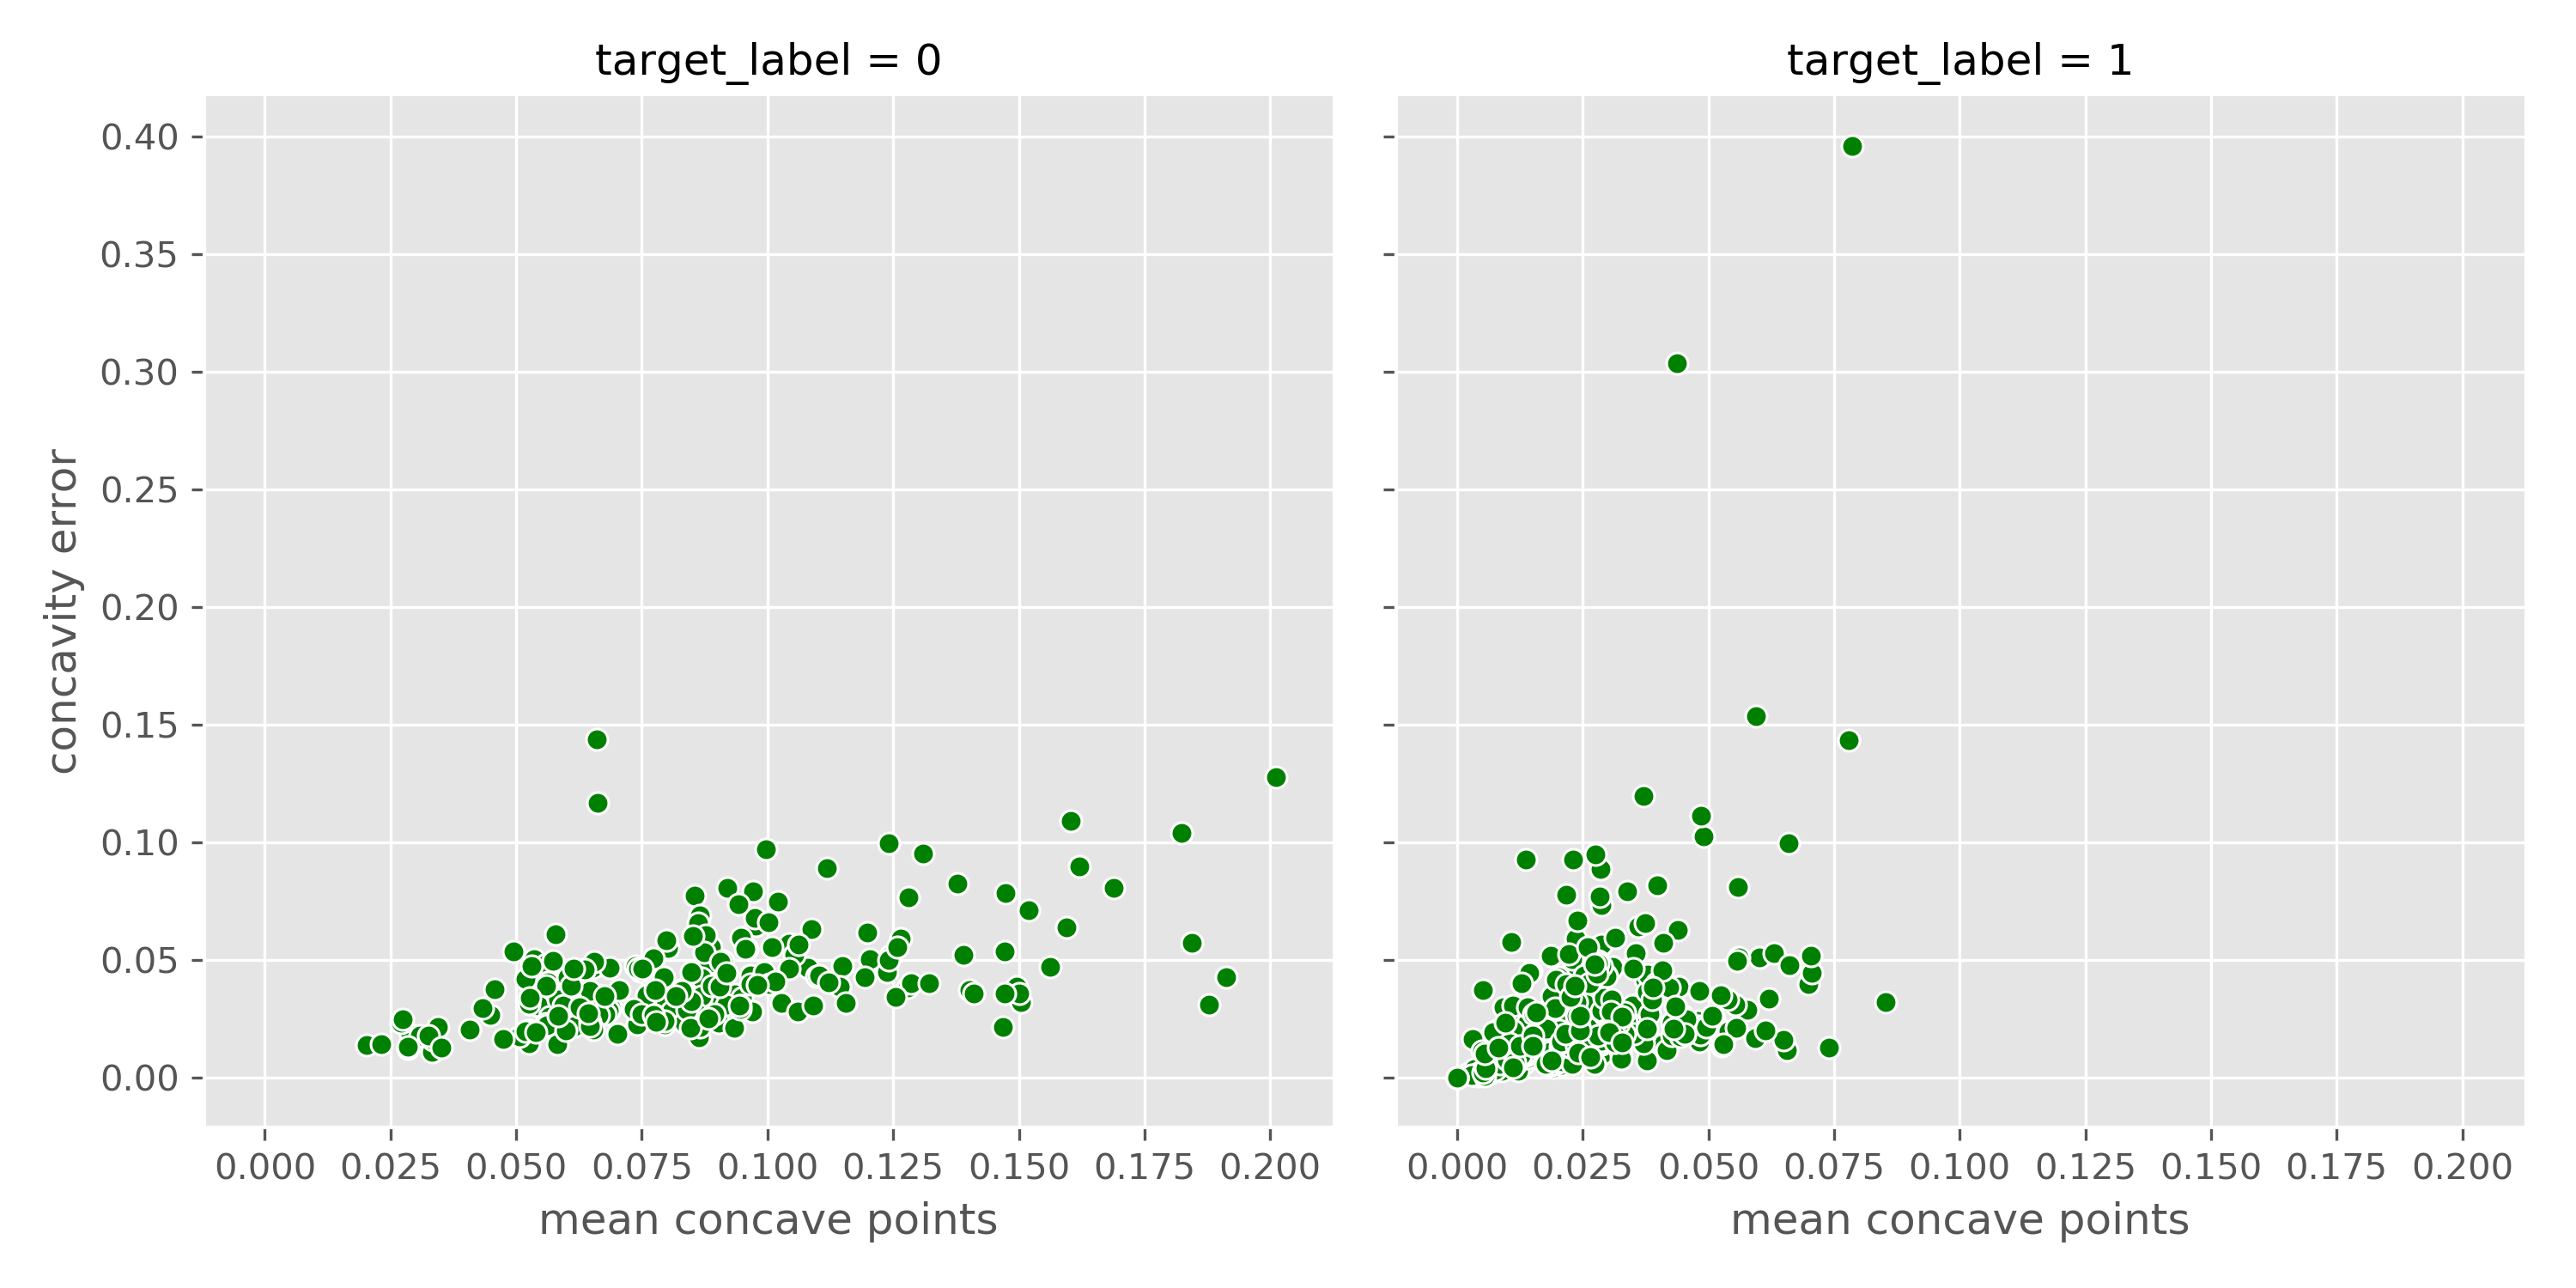 target_label = 0
target_label = 1
0.40
0.35
0.30
0.25
0.20
0.15
0.10
0.05
0.00
concavity error
0.000 0.025 0.050 0.075 0.100 0.125 0.150 0.175 0.200
0.000 0.025 0.050 0.075 0.100 0.125 0.150 0.175 0.200
mean concave points
mean concave points